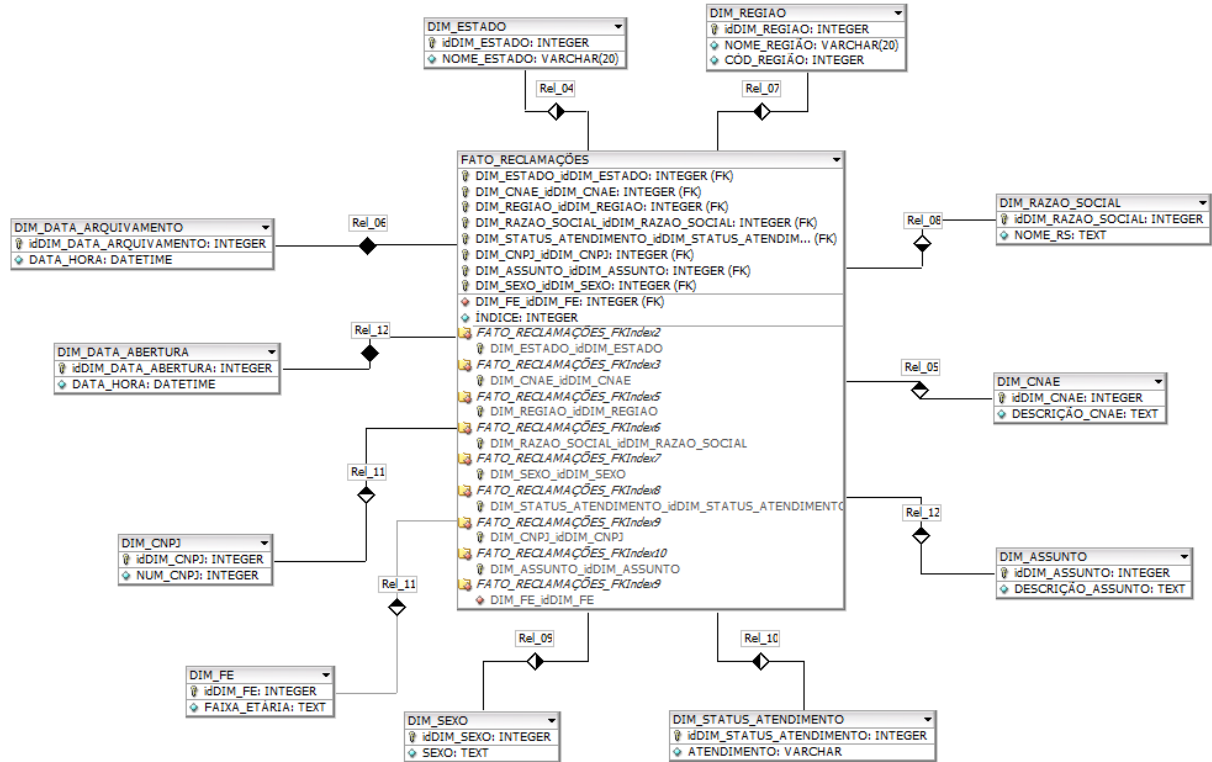 DIM_ESTADO
idDIM_ESTADO: INTEGER
NOME_ESTADO: VARCHAR(20)
DIM_REGIAO
idDIM_REGIAO: INTEGER
NOME_REGIÃO: VARCHAR(20)
CÓD_REGIÃO: INTEGER
Rel_04
Rel_07
FATO_RECLAMAÇÕES
DIM_ESTADO_idDIM_ESTADO: INTEGER (FK)
DIM_CNAE_idDIM_CNAE: INTEGER (FK)
DIM_REGIAO_idDIM_REGIAO: INTEGER (FK)
DIM_RAZAO_SOCIAL_idDIM_RAZAO_SOCIAL: INTEGER (FK)
DIM_STATUS_ATENDIMENTO_idDIM_STATUS_ATENDIM... (FK)
DIM_CNPJ_idDIM_CNPJ: INTEGER (FK)
DIM_ASSUNTO_idDIM_ASSUNTO: INTEGER (FK)
DIM_SEXO_idDIM_SEXO: INTEGER (FK)
DIM_FE_idDIM_FE: INTEGER (FK)
ÍNDICE: INTEGER
FATO_RECLAMAÇÕES_FKIndex2
DIM_ESTADO_idDIM_ESTADO
FATO_RECLAMAÇÕES_FKIndex3
DIM_CNAE_idDIM_CNAE
FATO_RECLAMAÇÕES_FKIndex5
DIM_REGIAO_idDIM_REGIAO
FATO_RECLAMAÇÕES_FKIndex6
DIM_RAZAO_SOCIAL_idDIM_RAZAO_SOCIAL
FATO_RECLAMAÇÕES_FKIndex7
DIM_SEXO_idDIM_SEXO
FATO_RECLAMAÇÕES_FKIndex8
DIM_STATUS_ATENDIMENTO_idDIM_STATUS_ATENDIMENTO
FATO_RECLAMAÇÕES_FKIndex9
DIM_CNPJ_idDIM_CNPJ
FATO_RECLAMAÇÕES_FKIndex10
DIM_ASSUNTO_idDIM_ASSUNTO
FATO_RECLAMAÇÕES_FKIndex9
DIM_FE_idDIM_FE
Rel_06
DIM_DATA_ARQUIVAMENTO
idDIM_DATA_ARQUIVAMENTO: INTEGER
DATA_HORA: DATETIME
Rel_12
DIM_DATA_ABERTURA
idDIM_DATA_ABERTURA: INTEGER
DATA_HORA: DATETIME
Rel_11
DIM_CNPJ
idDIM_CNPJ: INTEGER
NUM_CNPJ: INTEGER
Rel_11
DIM_FE
idDIM_FE: INTEGER
FAIXA_ETÁRIA: TEXT
Rel_08
DIM_RAZAO_SOCIAL
idDIM_RAZAO_SOCIAL: INTEGER
NOME_RS: TEXT
Rel_05
DIM_CNAE
idDIM_CNAE: INTEGER
DESCRIÇÃO_CNAE: TEXT
Rel_12
DIM_ASSUNTO
idDIM_ASSUNTO: INTEGER
DESCRIÇÃO_ASSUNTO: TEXT
Rel_09
Rel_10
DIM_SEXO
idDIM_SEXO: INTEGER
SEXO: TEXT
DIM_STATUS_ATENDIMENTO
idDIM_STATUS_ATENDIMENTO: INTEGER
ATENDIMENTO: VARCHAR